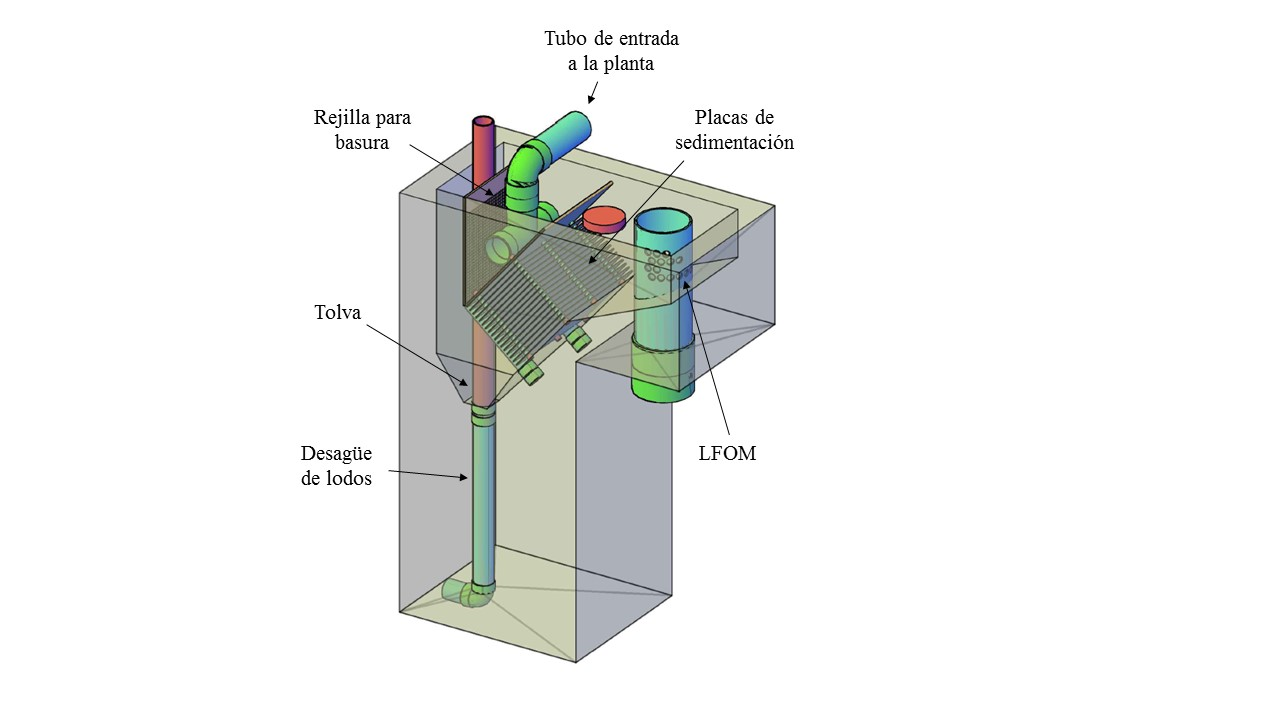 Tubo de entrada
a la planta
Rejilla para
basura
Placas de
sedimentación
Tolva
LFOM
Desagüe
de lodos